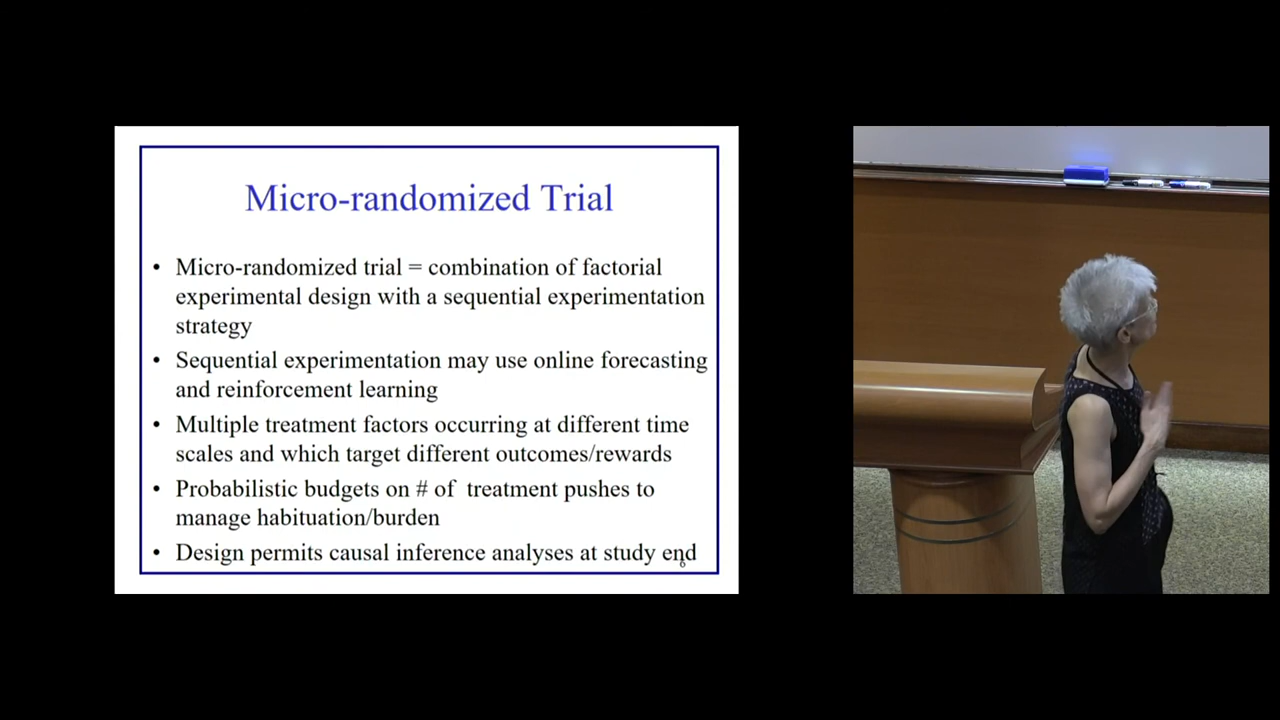 Micro-randomized Trial
• Micro-randomized trial = combination of factorial
experimental design with a sequential experimentation
strategy
• Sequential experimentation may use online forecasting
and reinforcement learning
• Multiple treatment factors occurring at different time
scales and which target different outcomes/rewards
• Probabilistic budgets on # of treatment pushes to
manage habituation/burden
• Design permits causal inference analyses at study end
6